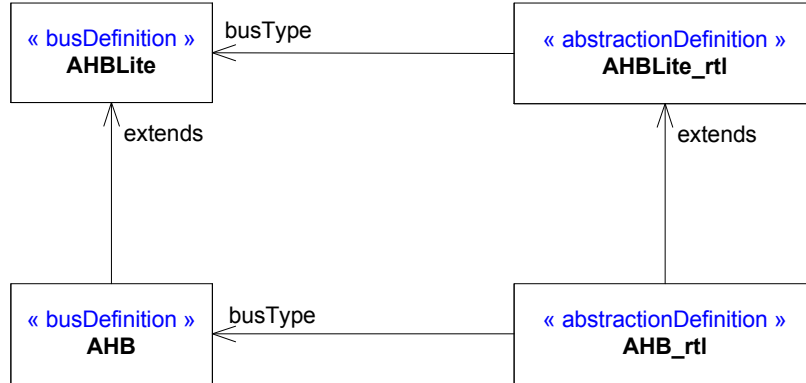 « busDefinition »
AHBLite
busType
« abstractionDefinition »
AHBLite_rtl
extends
extends
« busDefinition »
AHB
busType
« abstractionDefinition »
AHB_rtl